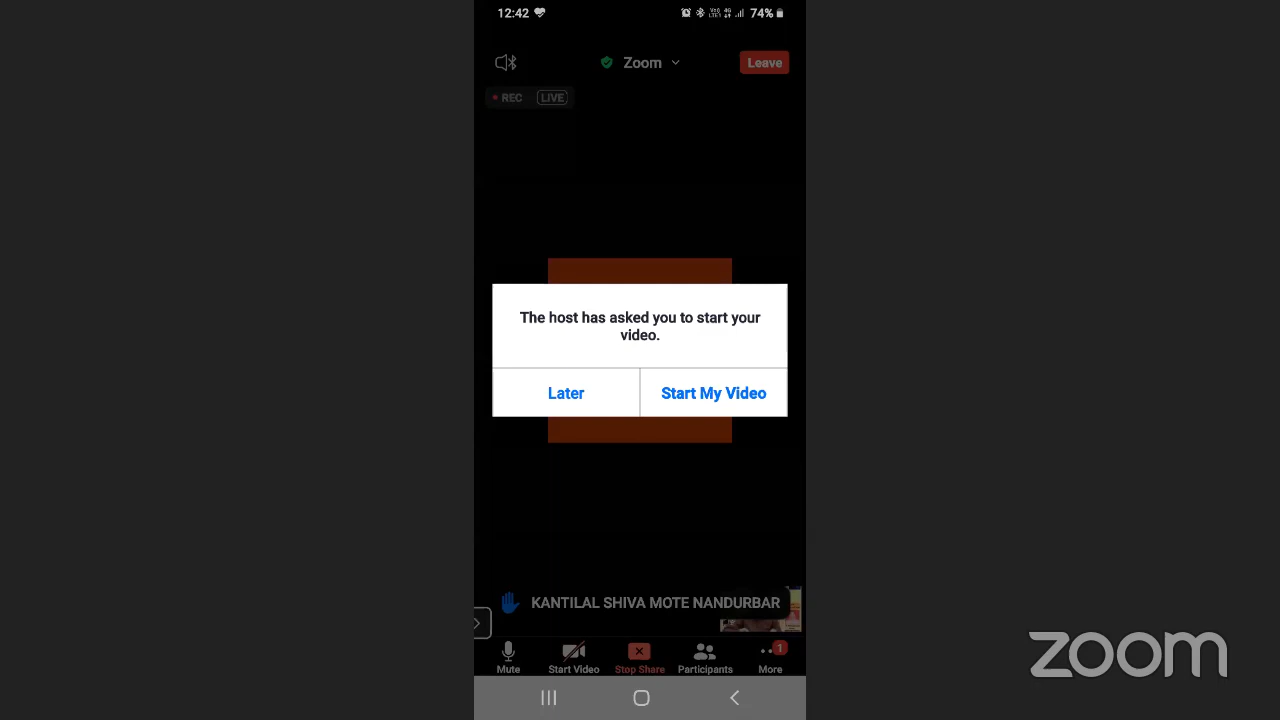 12:42
74%
Zoom
Leave
REC LIVE
The host has asked you to start your
video.
Later
Start My Video
KANTILAL SHIVA MOTE NANDURBAR
1
Mute
Start Video
Stop Share
Participants
More
zoom